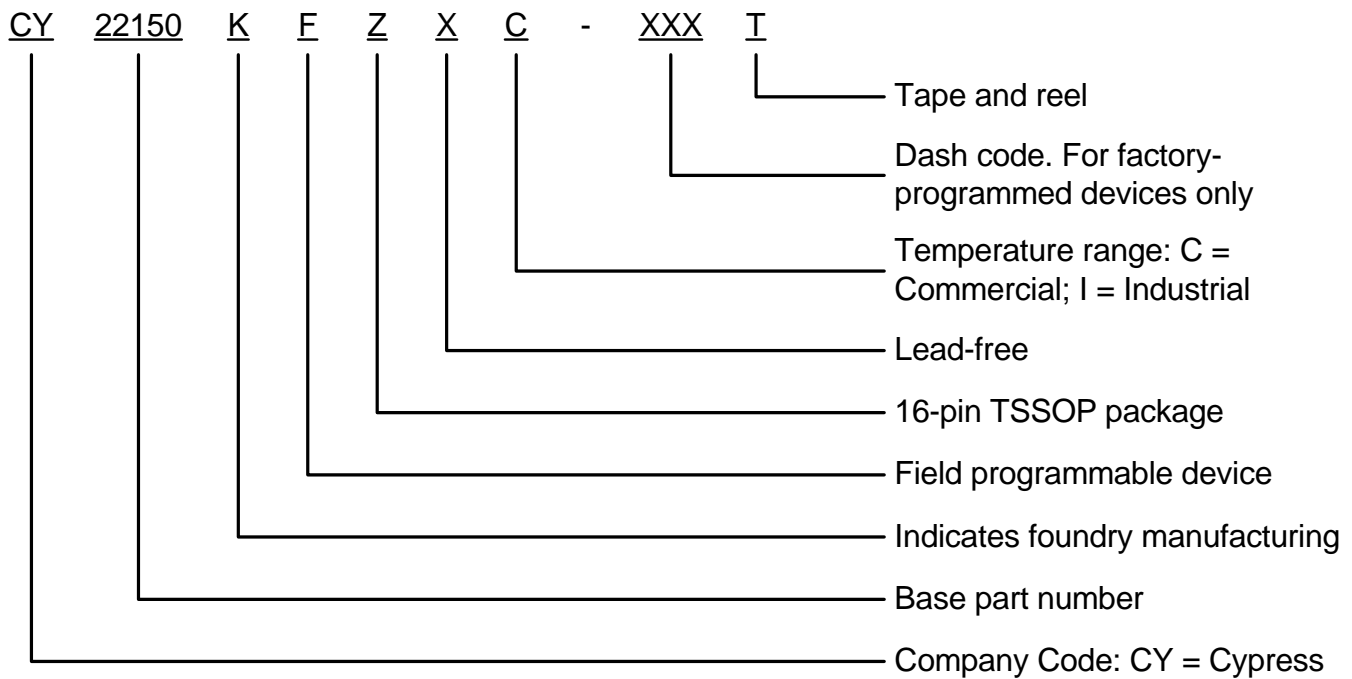 CY 22150 K F Z X C - XXX T
Tape and reel
Dash code. For factory-
programmed devices only
Temperature range: C =
Commercial; I = Industrial
Lead-free
16-pin TSSOP package
Field programmable device
Indicates foundry manufacturing
Base part number
Company Code: CY = Cypress